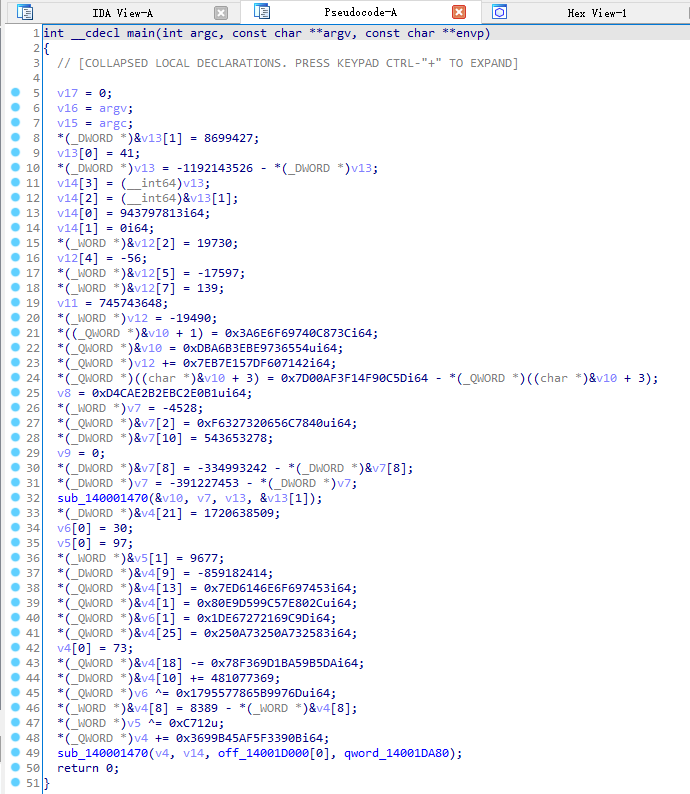 IDA View-A
Pseudocode-A
Hex View-1
1 int __cdecl main(int argc, const char **argv, const char **envp)
2 {
3 // [COLLAPSED LOCAL DECLARATIONS. PRESS KEYPAD CTRL-"+" TO EXPAND]
4
5 v17 = 0;
6 v16 = argv;
7 v15 = argc;
8 *(_DWORD *)&v13[1] = 8699427;
9 v13[0] = 41;
10 *(_DWORD *)v13 = -1192143526 - *(_DWORD *)v13;
11 v14[3] = (__int64)v13;
12 v14[2] = (__int64)&v13[1];
13 v14[0] = 943797813i64;
14 v14[1] = 0i64;
15 *(_WORD *)&v12[2] = 19730;
16 v12[4] = -56;
17 *(_WORD *)&v12[5] = -17597;
18 *(_WORD *)&v12[7] = 139;
19 v11 = 745743648;
20 *(_WORD *)v12 = -19490;
21 *((_QWORD *)&v10 + 1) = 0x3A6E6F69740C873Ci64;
22 *(_QWORD *)&v10 = 0xDBA6B3EBE9736554ui64;
23 *(_QWORD *)v12 += 0x7EB7E157DF607142i64;
24 *(_QWORD *)((char *)&v10 + 3) = 0x7D00AF3F14F90C5Di64 - *(_QWORD *)((char *)&v10 + 3);
25 v8 = 0xD4CAE2B2EBC2E0B1ui64;
26 *(_WORD *)v7 = -4528;
27 *(_QWORD *)&v7[2] = 0xF6327320656C7840ui64;
28 *(_DWORD *)&v7[10] = 543653278;
29 v9 = 0;
30 *(_DWORD *)&v7[8] = -334993242 - *(_DWORD *)&v7[8];
31 *(_DWORD *)v7 = -391227453 - *(_DWORD *)v7;
32 sub_140001470(&v10, v7, v13, &v13[1]);
33 *(_DWORD *)&v4[21] = 1720638509;
34 v6[0] = 30;
35 v5[0] = 97;
36 *(_WORD *)&v5[1] = 9677;
37 *(_DWORD *)&v4[9] = -859182414;
38 *(_QWORD *)&v4[13] = 0x7ED6146E6F697453i64;
39 *(_QWORD *)&v4[1] = 0x80E9D599C57E802Cui64;
40 *(_QWORD *)&v6[1] = 0x1DE67272169C9Di64;
41 *(_QWORD *)&v4[25] = 0x250A73250A732583i64;
42 v4[0] = 73;
43 *(_QWORD *)&v4[18] -= 0x78F369D1BA59B5DAi64;
44 *(_DWORD *)&v4[10] += 481077369;
45 *(_QWORD *)v6 ^= 0x1795577865B9976Dui64;
46 *(_WORD *)&v4[8] = 8389 - *(_WORD *)&v4[8];
47 *(_WORD *)v5 ^= 0xC712u;
48 *(_QWORD *)v4 += 0x3699B45AF5F3390Bi64;
49 sub_140001470(v4, v14, off_14001D000[0], qword_14001DA80);
50 return 0;
51 }